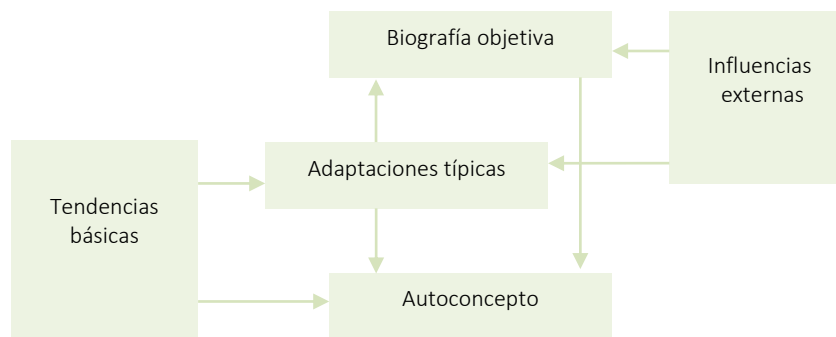 Biografía objetiva
Influencias
externas
Adaptaciones típicas
Tendencias
básicas
Autoconcepto